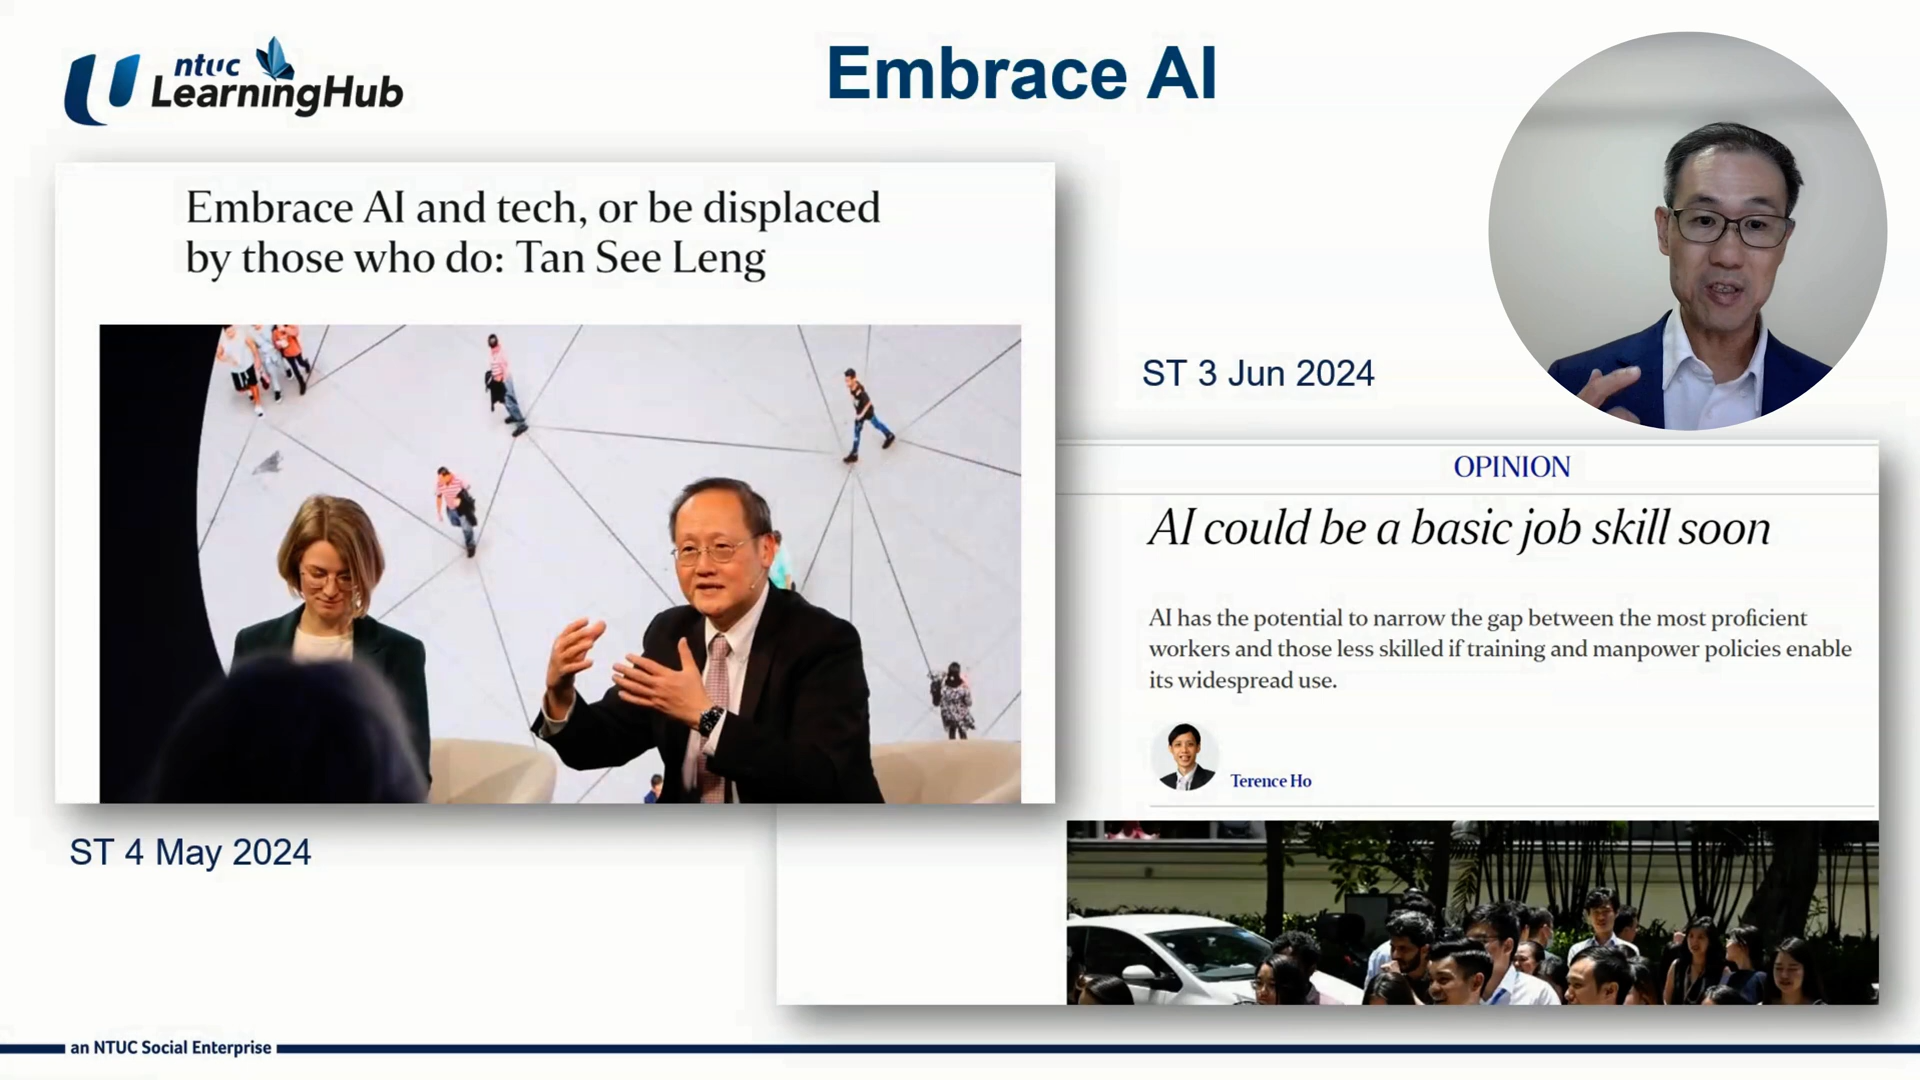 ntuc
LearningHub
Embrace AI
Embrace AI and tech, or be displaced
by those who do: Tan See Leng
ST 4 May 2024
ST 3 Jun 2024
OPINION
AI could be a basic job skill soon
AI has the potential to narrow the gap between the most proficient
workers and those less skilled if training and manpower policies enable
its widespread use.
Terence Ho
an NTUC Social Enterprise